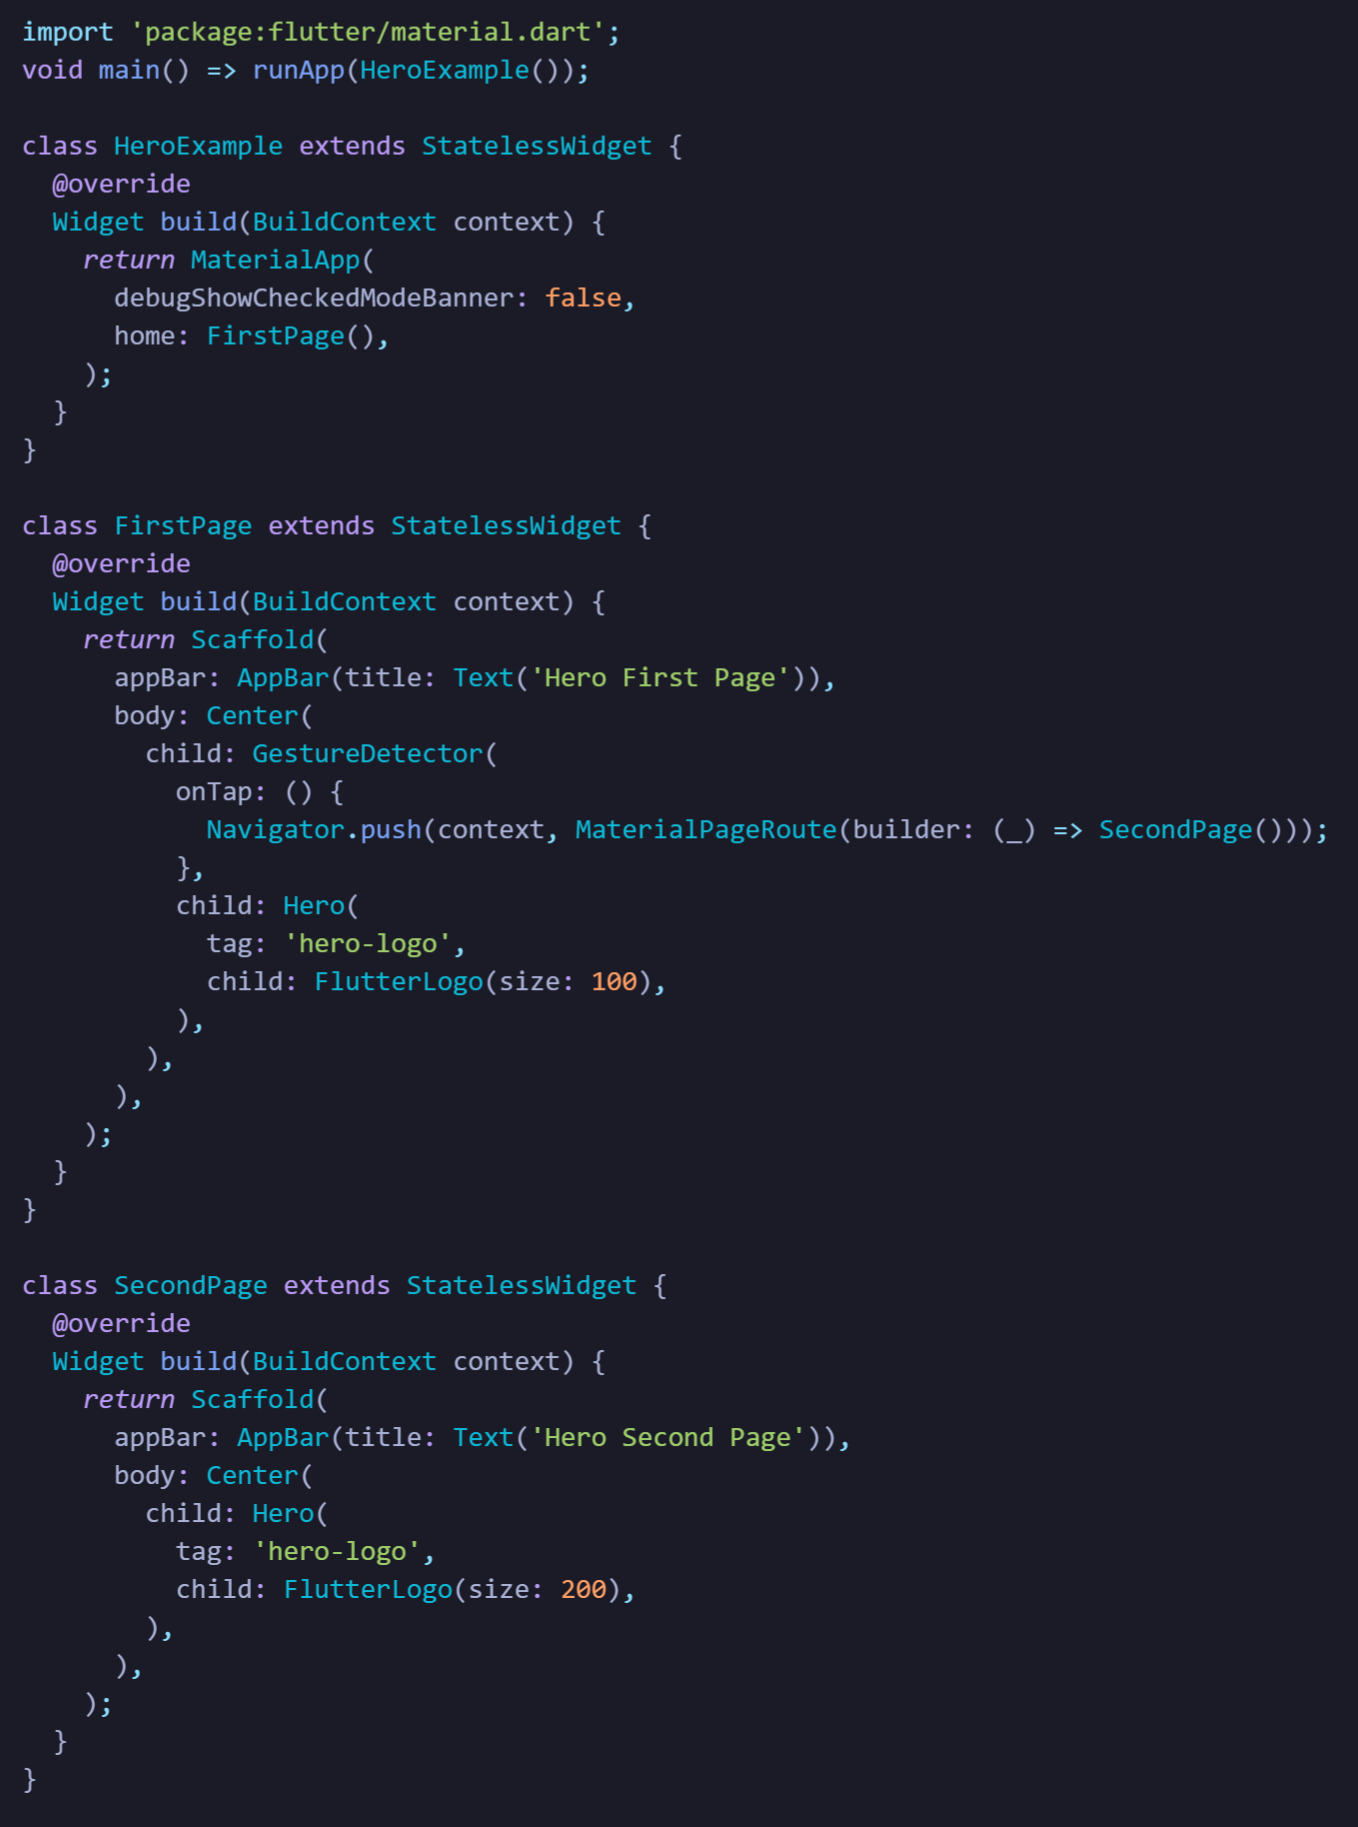 import 'package:flutter/material.dart';
void main() => runApp(HeroExample());

class HeroExample extends StatelessWidget {
  @override
  Widget build(BuildContext context) {
    return MaterialApp(
      debugShowCheckedModeBanner: false,
      home: FirstPage(),
    );
  }
}

class FirstPage extends StatelessWidget {
  @override
  Widget build(BuildContext context) {
    return Scaffold(
      appBar: AppBar(title: Text('Hero First Page')),
      body: Center(
        child: GestureDetector(
          onTap: () {
            Navigator.push(context, MaterialPageRoute(builder: (_) => SecondPage()));
          },
          child: Hero(
            tag: 'hero-logo',
            child: FlutterLogo(size: 100),
          ),
        ),
      ),
    );
  }
}

class SecondPage extends StatelessWidget {
  @override
  Widget build(BuildContext context) {
    return Scaffold(
      appBar: AppBar(title: Text('Hero Second Page')),
      body: Center(
        child: Hero(
          tag: 'hero-logo',
          child: FlutterLogo(size: 200),
        ),
      ),
    );
  }
}